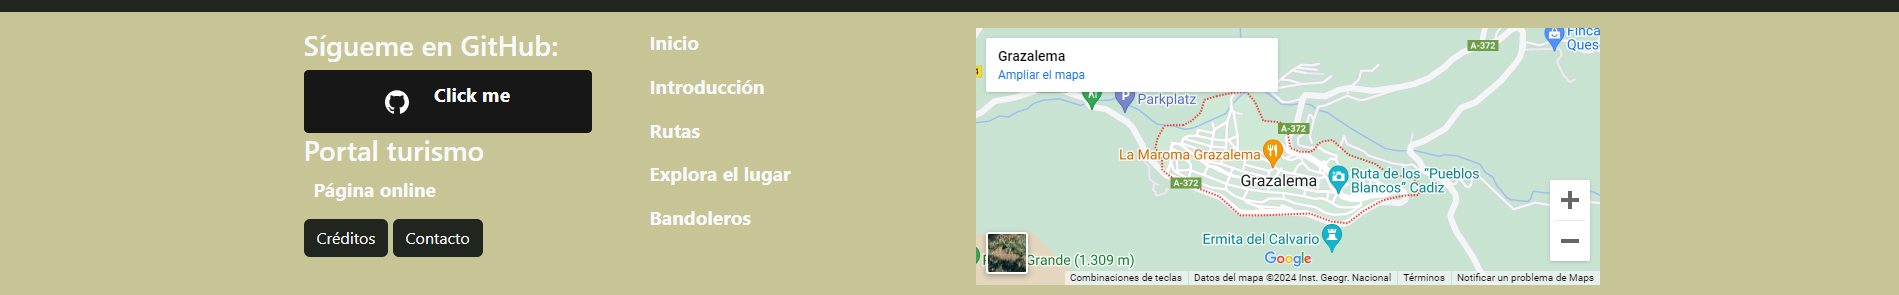 Sígueme en GitHub:
Click me
Portal turismo
Página online
Créditos
Contacto
Inicio
Introducción
Rutas
Explora el lugar
Bandoleros
Grazalema
Ampliar el mapa
A-372
Finca
Ques
Parkplatz
A-372
La Maroma Grazalema
A-372
Grazalema
Ruta de los “Pueblos
Blancos” Cadiz
Ermita del Calvario
Grande (1.309 m)
Google
Combinaciones de teclas
Datos del mapa ©2024 Inst. Geogr. Nacional
Términos
Notificar un problema de Maps